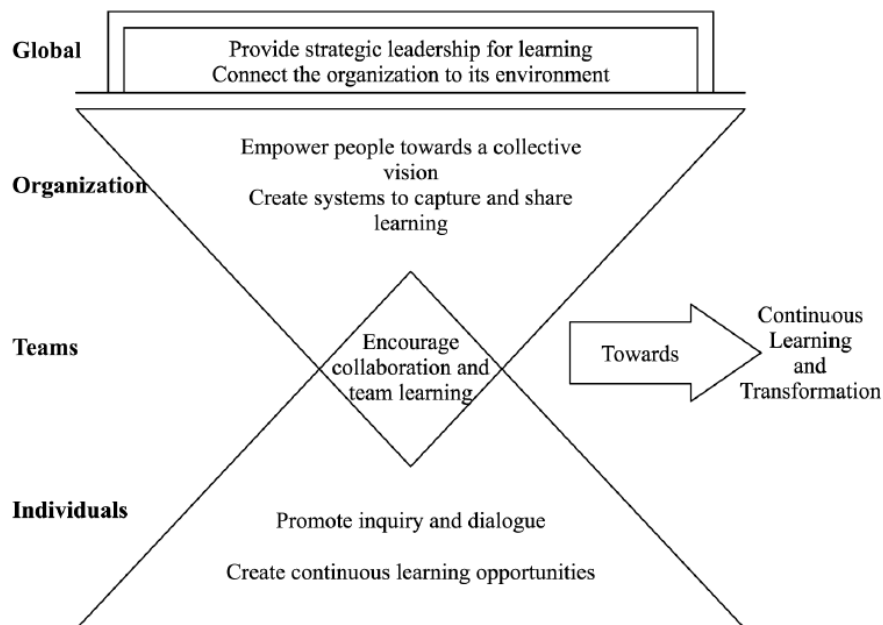 Global
Provide strategic leadership for learning
Connect the organization to its environment
Organization
Empower people towards a collective
vision
Create systems to capture and share
learning
Teams
Encourage
collaboration and
team learning
Towards
Continuous
Learning
and
Transformation
Individuals
Promote inquiry and dialogue
Create continuous learning opportunities